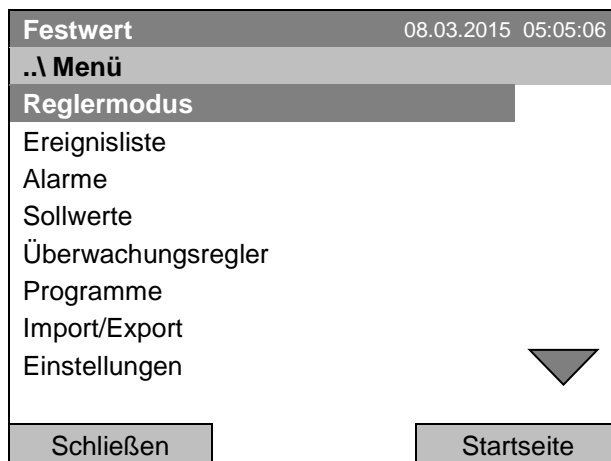 Festwert 08.03.2015 05:05:06
..\ Menü
Reglermodus
Ereignisliste
Alarme
Sollwerte
Überwachungsregler
Programme
Import/Export
Einstellungen
Schließen Startseite